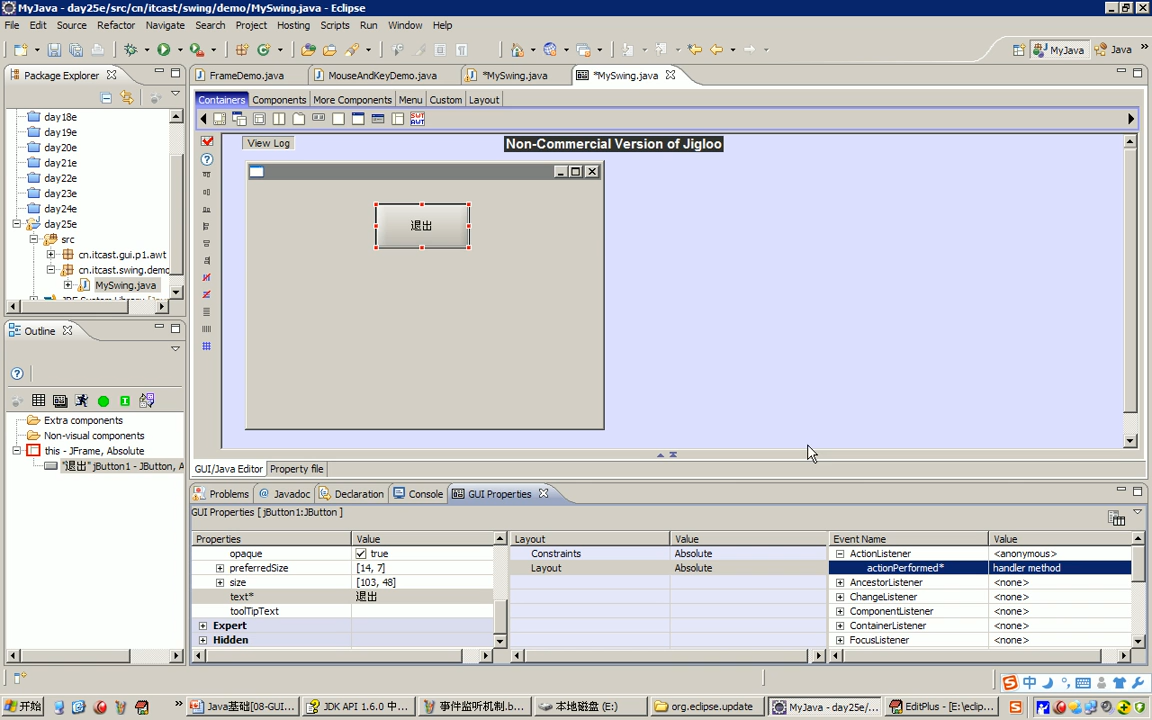 MyJava - day25e/src/cn/itcast/swing/demo/MySwing.java - Eclipse
File Edit Source Refactor Navigate Search Project Hosting Scripts Run Window Help
MyJava Java »
Package Explorer
FrameDemo.java MouseAndKeyDemo.java *MySwing.java *MySwing.java
day18e
day19e
day20e
day21e
day22e
day23e
day24e
day25e
src
cn.itcast.gui.p1.awt
cn.itcast.swing.demo
MySwing.java
Containers Components More Components Menu Custom Layout
SWT
AWT
View Log
Non-Commercial Version of Jigloo
退出
GUI/Java Editor Property file
Outline
Extra components
Non-visual components
this - JFrame, Absolute
"退出" jButton1 - JButton, A
Problems Javadoc Declaration Console GUI Properties
GUI Properties [ jButton1:JButton ]
Properties Value Layout Value Event Name Value
opaque true Constraints Absolute ActionListener <anonymous>
preferredSize [14, 7] Layout Absolute actionPerformed* handler method
size [103, 48] AncestorListener <none>
text* 退出 ChangeListener <none>
toolTipText ComponentListener <none>
Expert ContainerListener <none>
Hidden FocusListener <none>
中
开始 » Java基础[08-GUI... JDK API 1.6.0 中... 事件监听机制.b... 本地磁盘 (E:) org.eclipse.update MyJava - day25e/... EditPlus - [E:\eclip...